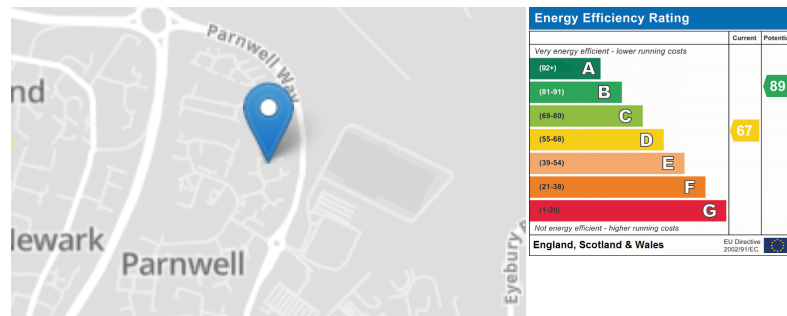 Parnwell Way
nd
lewark
Parnwell
Eyebury R
Energy Efficiency Rating
Current Potentia
Very energy efficient - lower running costs
(92+) A
(81-91) B
89
(69-80) C
(55-68) D
67
(39-54) E
(21-38) F
(1-20) G
Not energy efficient - higher running costs
England, Scotland & Wales
EU Directive
2002/91/EC